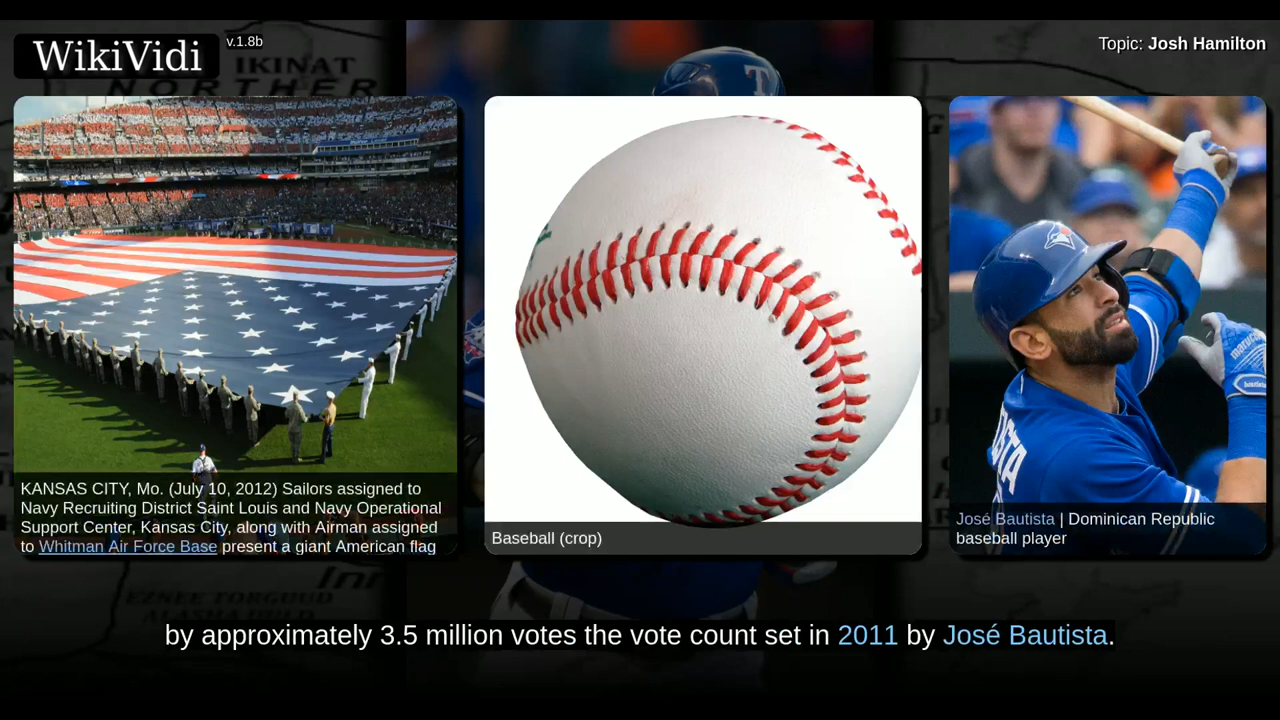 WikiVidi
v.1.8b
Topic: Josh Hamilton
KANSAS CITY, Mo. (July 10, 2012) Sailors assigned to
Navy Recruiting District Saint Louis and Navy Operational
Support Center, Kansas City, along with Airman assigned
to Whitman Air Force Base present a giant American flag
Baseball (crop)
José Bautista | Dominican Republic
baseball player
by approximately 3.5 million votes the vote count set in 2011 by José Bautista.